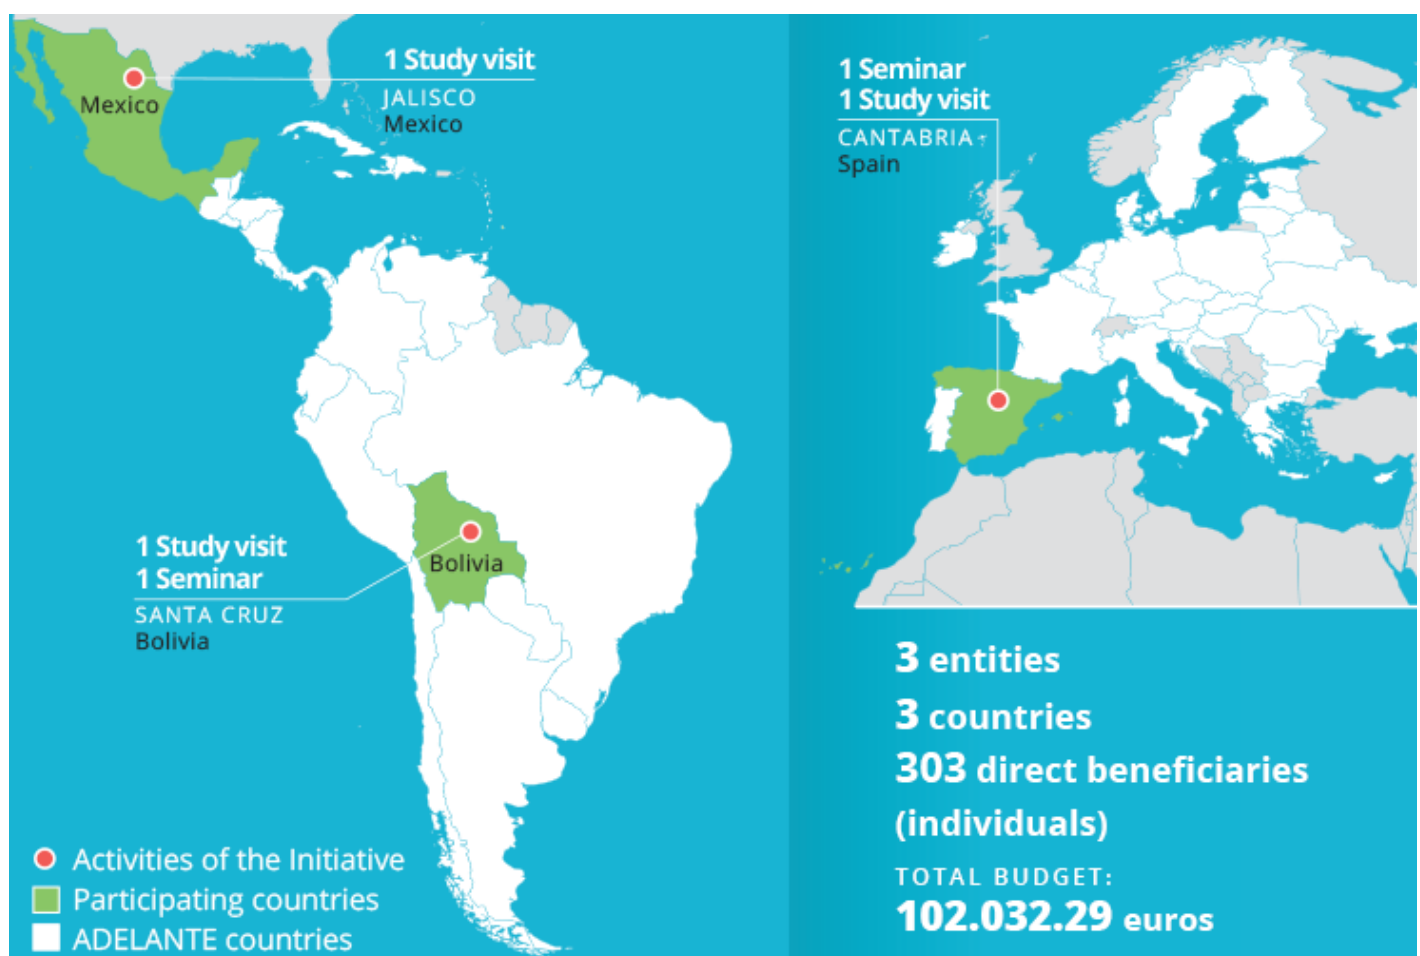 1 Study visit
JALISCO
Mexico
Mexico
1 Study visit
1 Seminar
SANTA CRUZ
Bolivia
Bolivia
Activities of the Initiative
Participating countries
ADELANTE countries
1 Seminar
1 Study visit
CANTABRIA
Spain
3 entities
3 countries
303 direct beneficiaries
(individuals)
TOTAL BUDGET:
102.032.29 euros